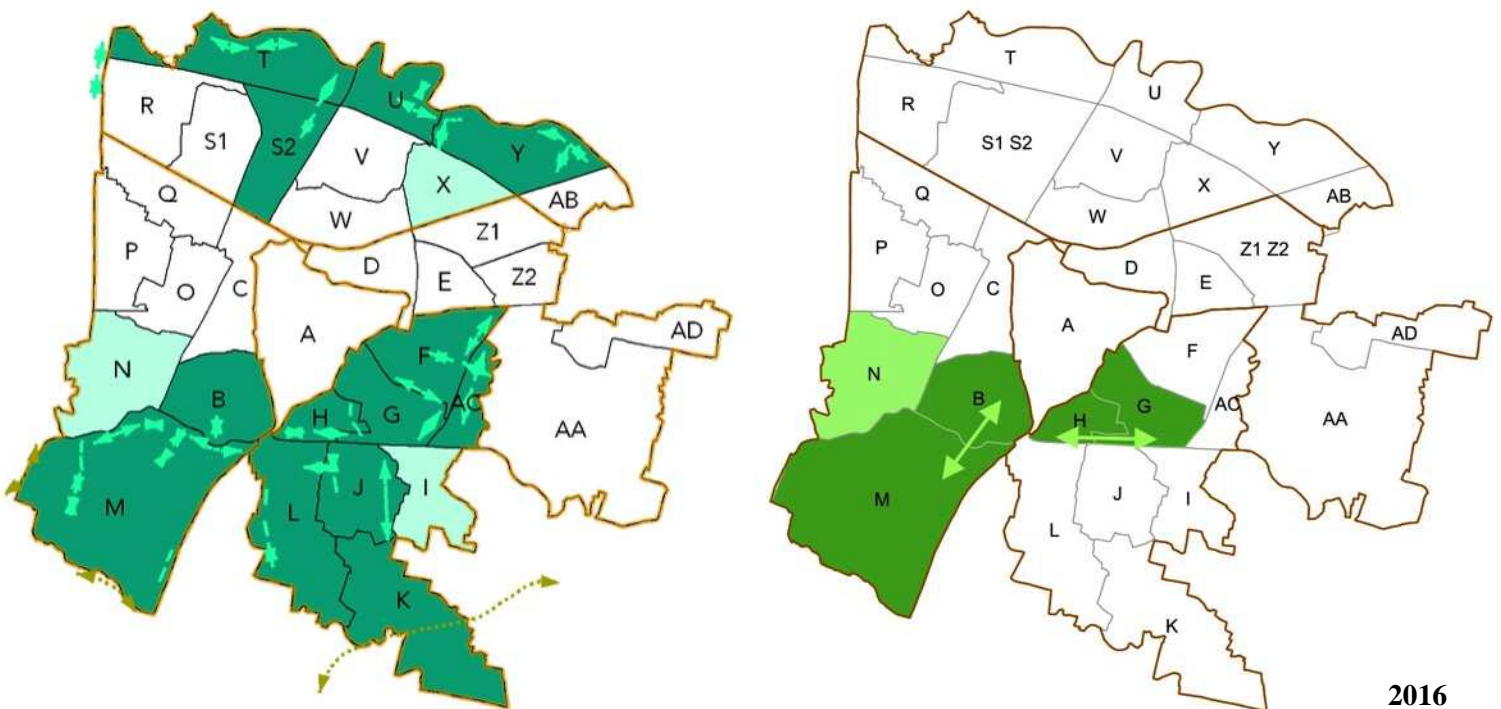 T
U
R
S1
S2
V
Y
X
AB
Q
W
Z1
P
D
Z2
O
C
E
A
AD
F
N
B
H
G
AC
AA
M
L
J
I
K
T
U
R
S1 S2
V
Y
X
Q
W
AB
P
Z1 Z2
D
O
C
E
A
AD
F
N
B
G
AC
H
AA
M
J
I
L
K
2016